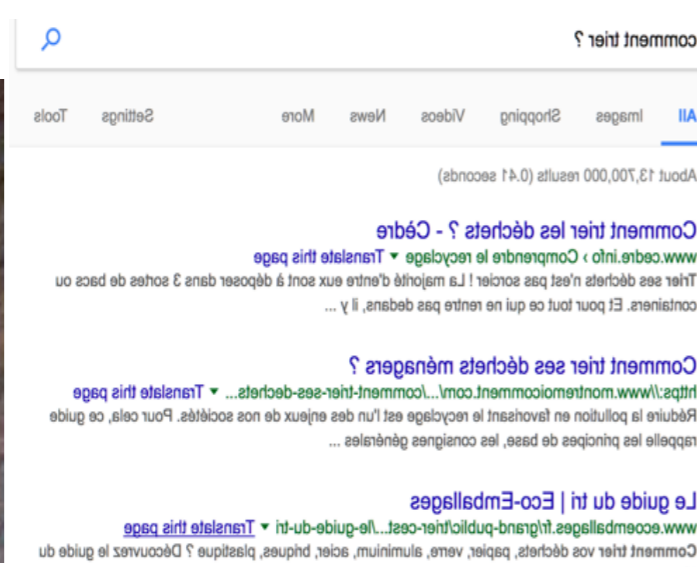 comment trier ?
All Images Shopping Videos News More Settings Tools
About 13,700,000 results (0.41 seconds)
Comment trier les déchets ? - Cèdre
www.cedre.info › Comprendre le recyclage ▼ Translate this page
Trier ses déchets n'est pas sorcier ! La majorité d'entre eux sont à déposer dans 3 sortes de bacs ou
containers. Et pour tout ce qui ne rentre pas dedans, il y ...
Comment trier ses déchets ménagers ?
https://www.montremoicomment.com/.../comment-trier-ses-dechets... ▼ Translate this page
Réduire la pollution en favorisant le recyclage est l'un des enjeux de nos sociétés. Pour cela, ce guide
rappelle les principes de base, les consignes générales ...
Le guide du tri | Eco-Emballages
www.ecoemballages.fr/grand-public/trier-cest.../le-guide-du-tri ▼ Translate this page
Comment trier vos déchets, papier, verre, aluminium, acier, briques, plastique ? Découvrez le guide du